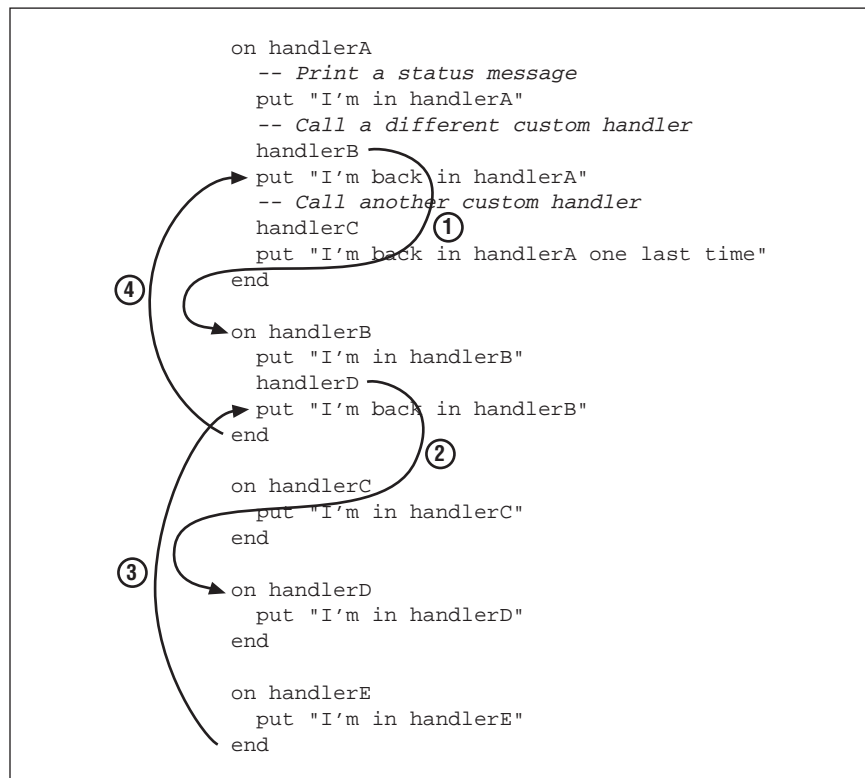 on handlerA
-- Print a status message
put "I'm in handlerA"
-- Call a different custom handler
handlerB
put "I'm back in handlerA"
-- Call another custom handler
handlerC
put "I'm back in handlerA one last time"
end
on handlerB
put "I'm in handlerB"
handlerD
put "I'm back in handlerB"
end
on handlerC
put "I'm in handlerC"
end
on handlerD
put "I'm in handlerD"
end
on handlerE
put "I'm in handlerE"
end
1
4
2
3